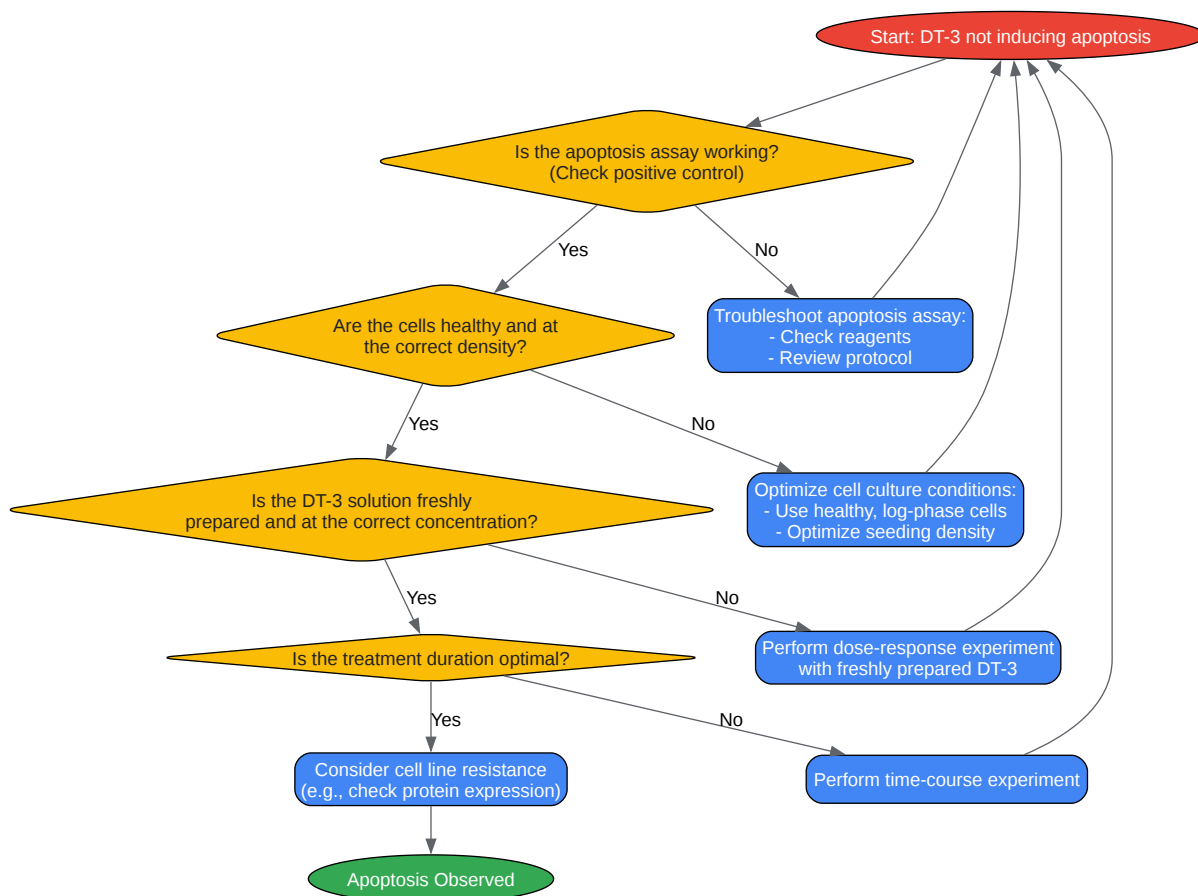 Start: DT-3 not inducing apoptosis
Is the apoptosis assay working?
(Check positive control)
Yes
No
Troubleshoot apoptosis assay:
- Check reagents
- Review protocol
Are the cells healthy and at
the correct density?
Yes
No
Optimize cell culture conditions:
- Use healthy, log-phase cells
- Optimize seeding density
Is the DT-3 solution freshly
prepared and at the correct concentration?
Yes
No
Perform dose-response experiment
with freshly prepared DT-3
Is the treatment duration optimal?
Yes
No
Consider cell line resistance
(e.g., check protein expression)
Perform time-course experiment
Apoptosis Observed